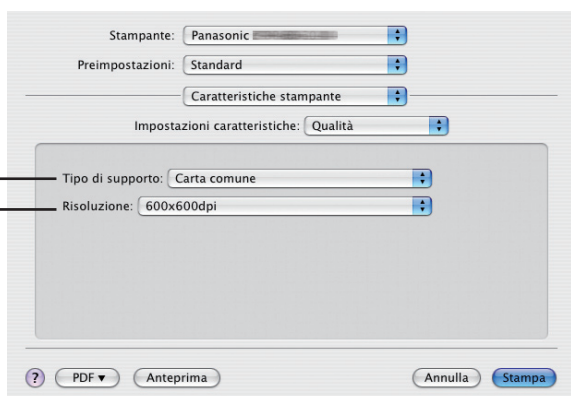 Stampante: Panasonic
Preimpostazioni: Standard
Caratteristiche stampante
Impostazioni caratteristiche: Qualità
Tipo di supporto: Carta comune
Risoluzione: 600x600dpi
? PDF ▼ Anteprima Annulla Stampa